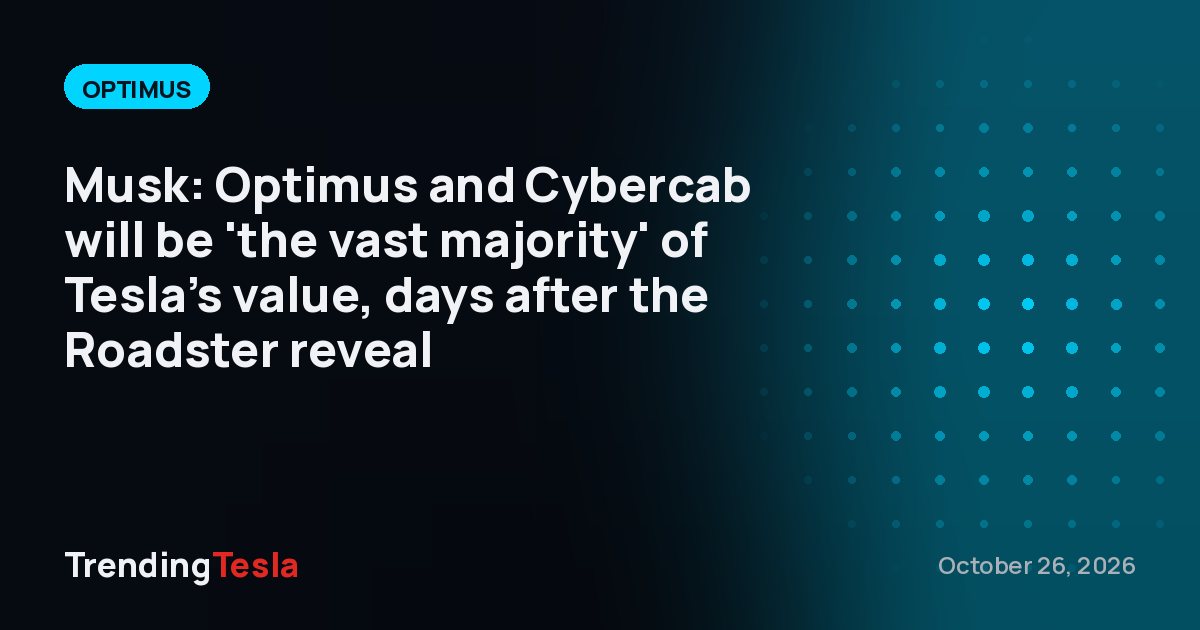 OPTIMUS
Musk: Optimus and Cybercab
will be 'the vast majority' of
Tesla’s value, days after the
Roadster reveal
TrendingTesla
October 26, 2026